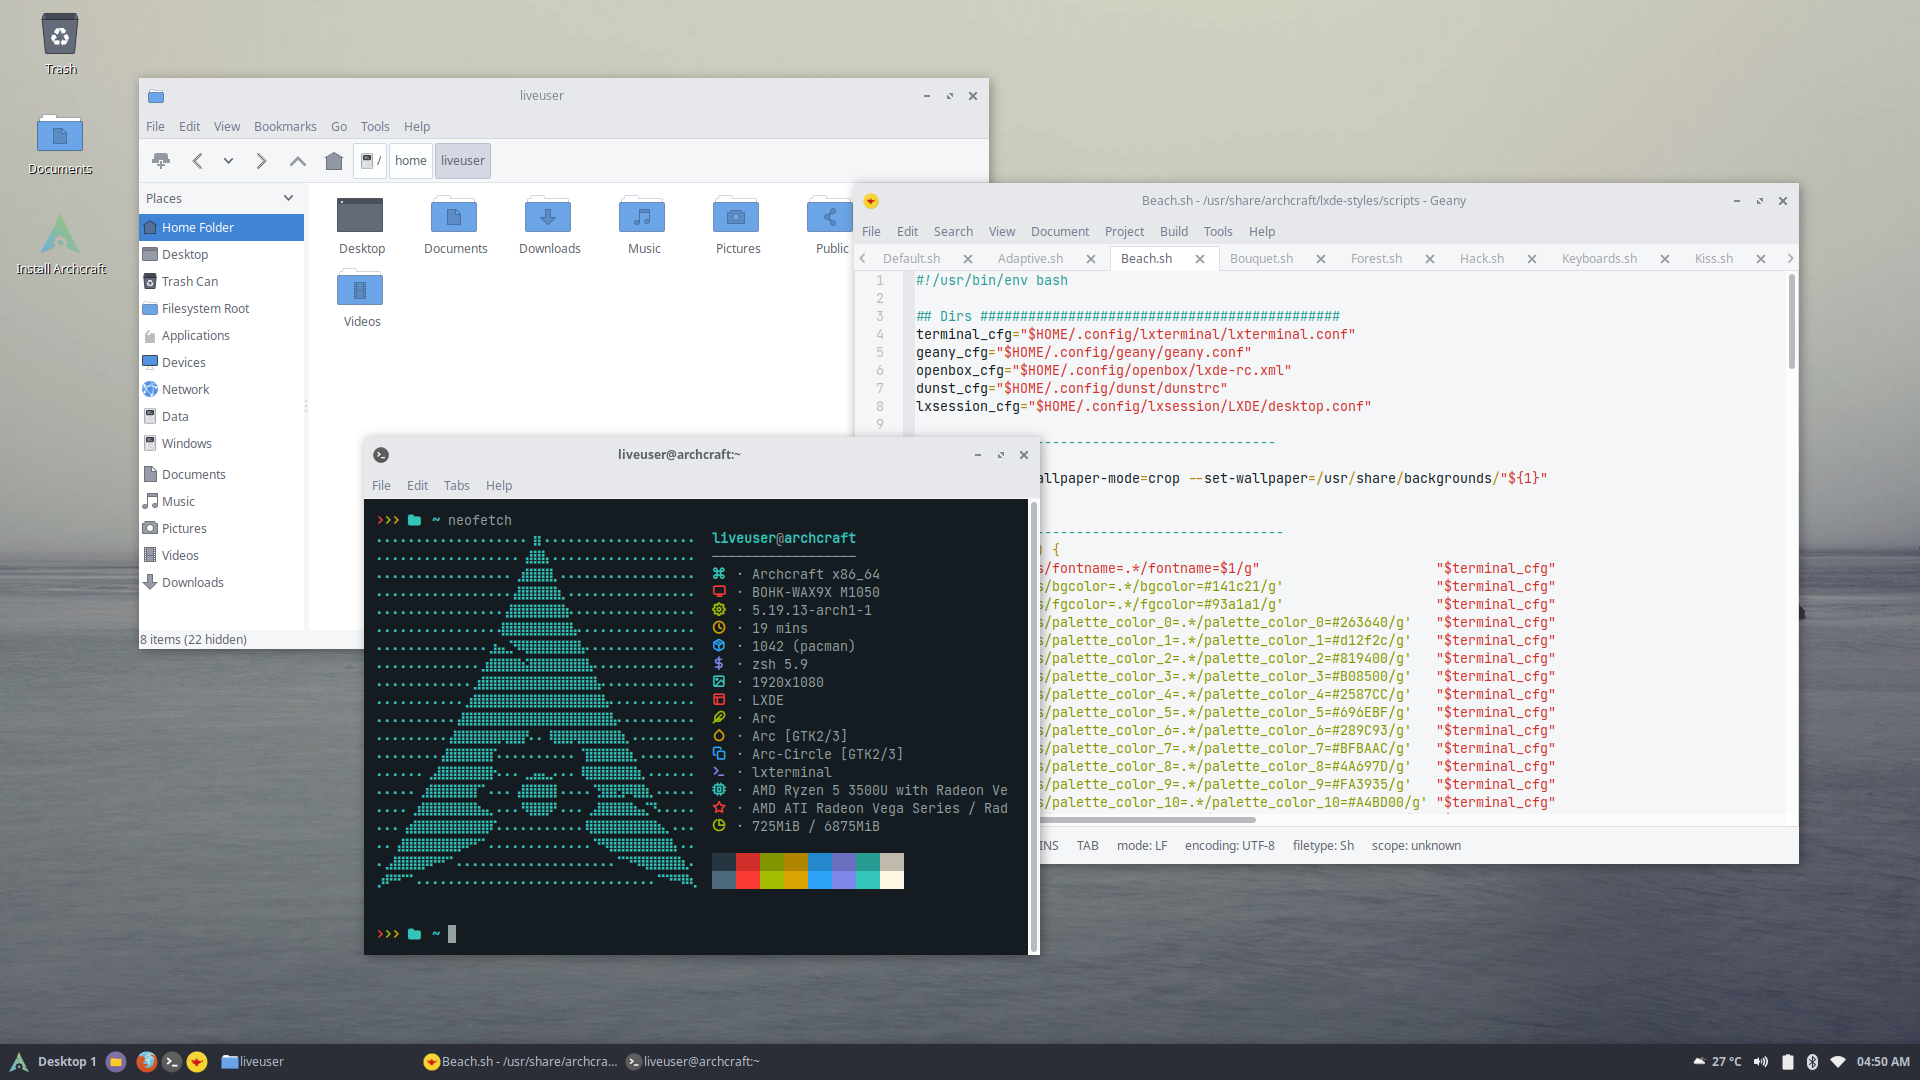 Trash
Documents
Install Archcraft
liveuser
File Edit View Bookmarks Go Tools Help
/ home liveuser
Places
Home Folder
Desktop
Trash Can
Filesystem Root
Applications
Devices
Network
Data
Windows
Documents
Music
Pictures
Videos
Downloads
Desktop Documents Downloads Music Pictures Public
Videos
8 items (22 hidden)
Beach.sh - /usr/share/archcraft/lxde-styles/scripts - Geany
File Edit Search View Document Project Build Tools Help
Default.sh Adaptive.sh Beach.sh Bouquet.sh Forest.sh Hack.sh Keyboards.sh Kiss.sh
1 #!/usr/bin/env bash
2
3 ## Dirs #############################################
4 terminal_cfg="$HOME/.config/lxterminal/lxterminal.conf"
5 geany_cfg="$HOME/.config/geany/geany.conf"
6 openbox_cfg="$HOME/.config/openbox/lxde-rc.xml"
7 dunst_cfg="$HOME/.config/dunst/dunstrc"
8 lxsession_cfg="$HOME/.config/lxsession/LXDE/desktop.conf"
9
------------------------------
allpaper-mode=crop --set-wallpaper=/usr/share/backgrounds/"${1}"
-------------------------------
) {
s/fontname=.*/fontname=$1/g" "$terminal_cfg"
s/bgcolor=.*/bgcolor=#141c21/g' "$terminal_cfg"
s/fgcolor=.*/fgcolor=#93a1a1/g' "$terminal_cfg"
s/palette_color_0=.*/palette_color_0=#263640/g' "$terminal_cfg"
s/palette_color_1=.*/palette_color_1=#d12f2c/g' "$terminal_cfg"
s/palette_color_2=.*/palette_color_2=#819400/g' "$terminal_cfg"
s/palette_color_3=.*/palette_color_3=#B08500/g' "$terminal_cfg"
s/palette_color_4=.*/palette_color_4=#2587CC/g' "$terminal_cfg"
s/palette_color_5=.*/palette_color_5=#696EBF/g' "$terminal_cfg"
s/palette_color_6=.*/palette_color_6=#289C93/g' "$terminal_cfg"
s/palette_color_7=.*/palette_color_7=#BFBAAC/g' "$terminal_cfg"
s/palette_color_8=.*/palette_color_8=#4A697D/g' "$terminal_cfg"
s/palette_color_9=.*/palette_color_9=#FA3935/g' "$terminal_cfg"
s/palette_color_10=.*/palette_color_10=#A4BD00/g' "$terminal_cfg"
INS TAB mode: LF encoding: UTF-8 filetype: Sh scope: unknown
liveuser@archcraft:~
File Edit Tabs Help
~ neofetch
liveuser@archcraft
· Archcraft x86_64
· BOHK-WAX9X M1050
· 5.19.13-arch1-1
· 19 mins
· 1042 (pacman)
· zsh 5.9
· 1920x1080
· LXDE
· Arc
· Arc [GTK2/3]
· Arc-Circle [GTK2/3]
· lxterminal
· AMD Ryzen 5 3500U with Radeon Ve
· AMD ATI Radeon Vega Series / Rad
· 725MiB / 6875MiB
~
Desktop 1 liveuser Beach.sh - /usr/share/archcra... liveuser@archcraft:~ 27 °C 04:50 AM